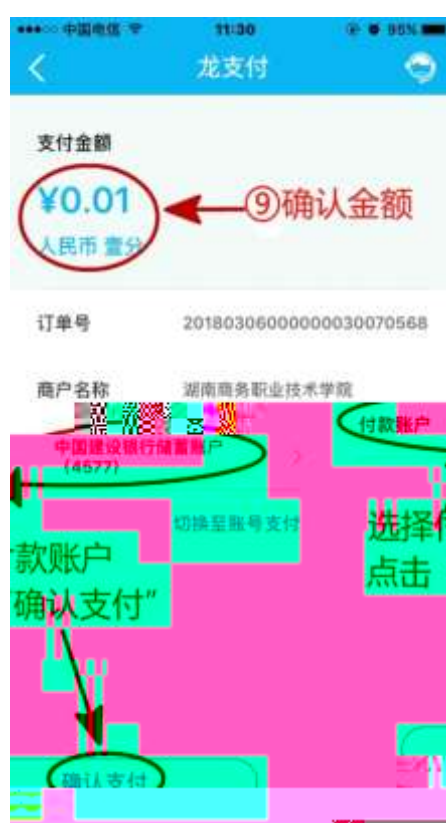 中国电信 11:30 95%
龙支付
支付金额
¥0.01
⑨确认金额
人民币 壹分
订单号 20180306000000030070568
商户名称 湖南商务职业技术学院
付款账户
中国建设银行储蓄账户
(4577)
切换至账号支付
选择
款账户
点击
确认支付”
确认支付